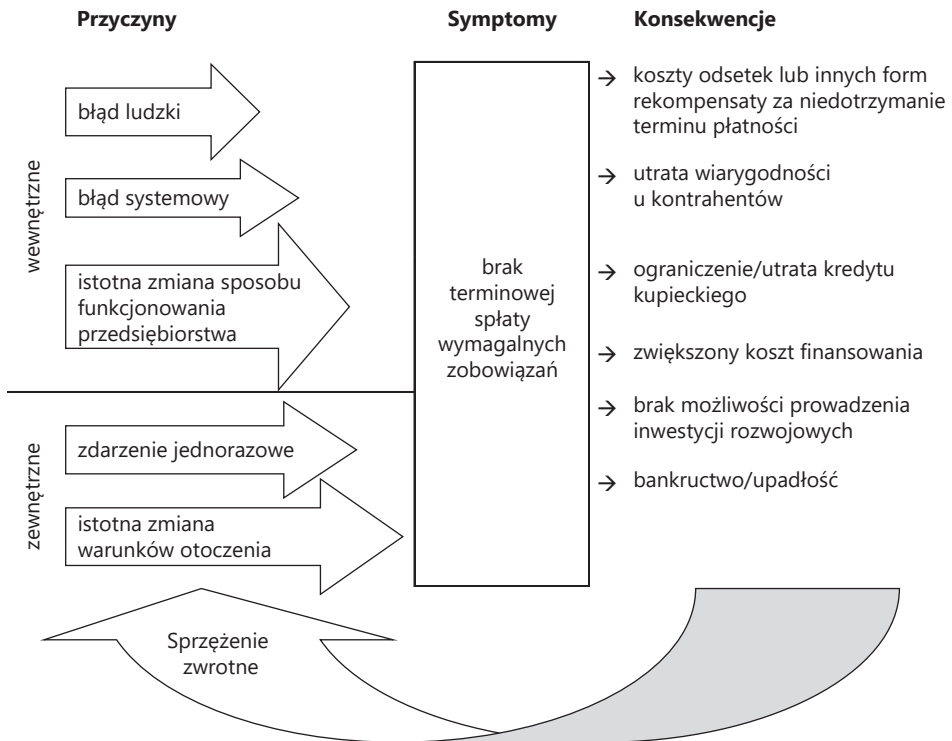 Przyczyny
Symptomy
Konsekwencje
wewnętrzne
błąd ludzki
błąd systemowy
istotna zmiana sposobu
funkcjonowania
przedsiębiorstwa
zewnętrzne
zdarzenie jednorazowe
istotna zmiana
warunków otoczenia
brak
terminowej
spłaty
wymagalnych
zobowiązań
→ koszty odsetek lub innych form
rekompensaty za niedotrzymanie
terminu płatności
→ utrata wiarygodności
u kontrahentów
→ ograniczenie/utrata kredytu
kupieckiego
→ zwiększony koszt finansowania
→ brak możliwości prowadzenia
inwestycji rozwojowych
→ bankructwo/upadłość
Sprzężenie
zwrotne